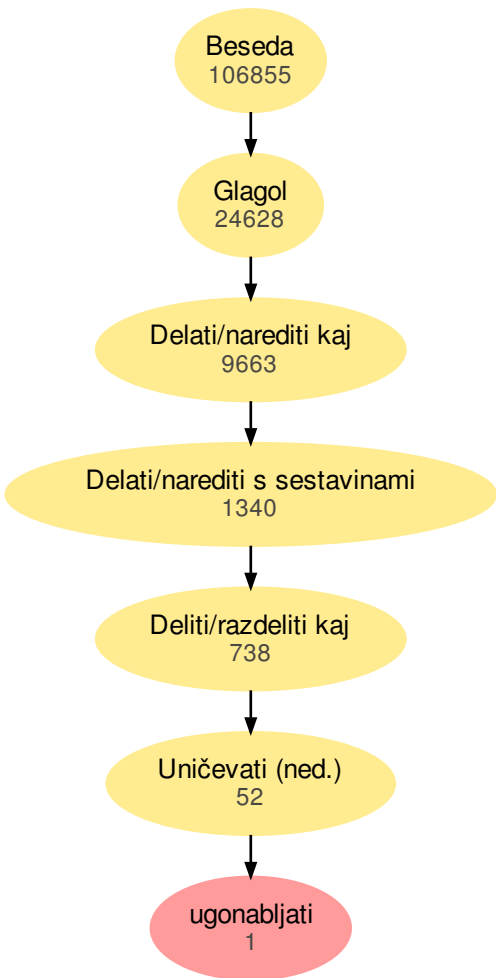 Beseda
106855
Glagol
24628
Delati/narediti kaj
9663
Delati/narediti s sestavinami
1340
Deliti/razdeliti kaj
738
Uničevati (ned.)
52
ugonabljati
1